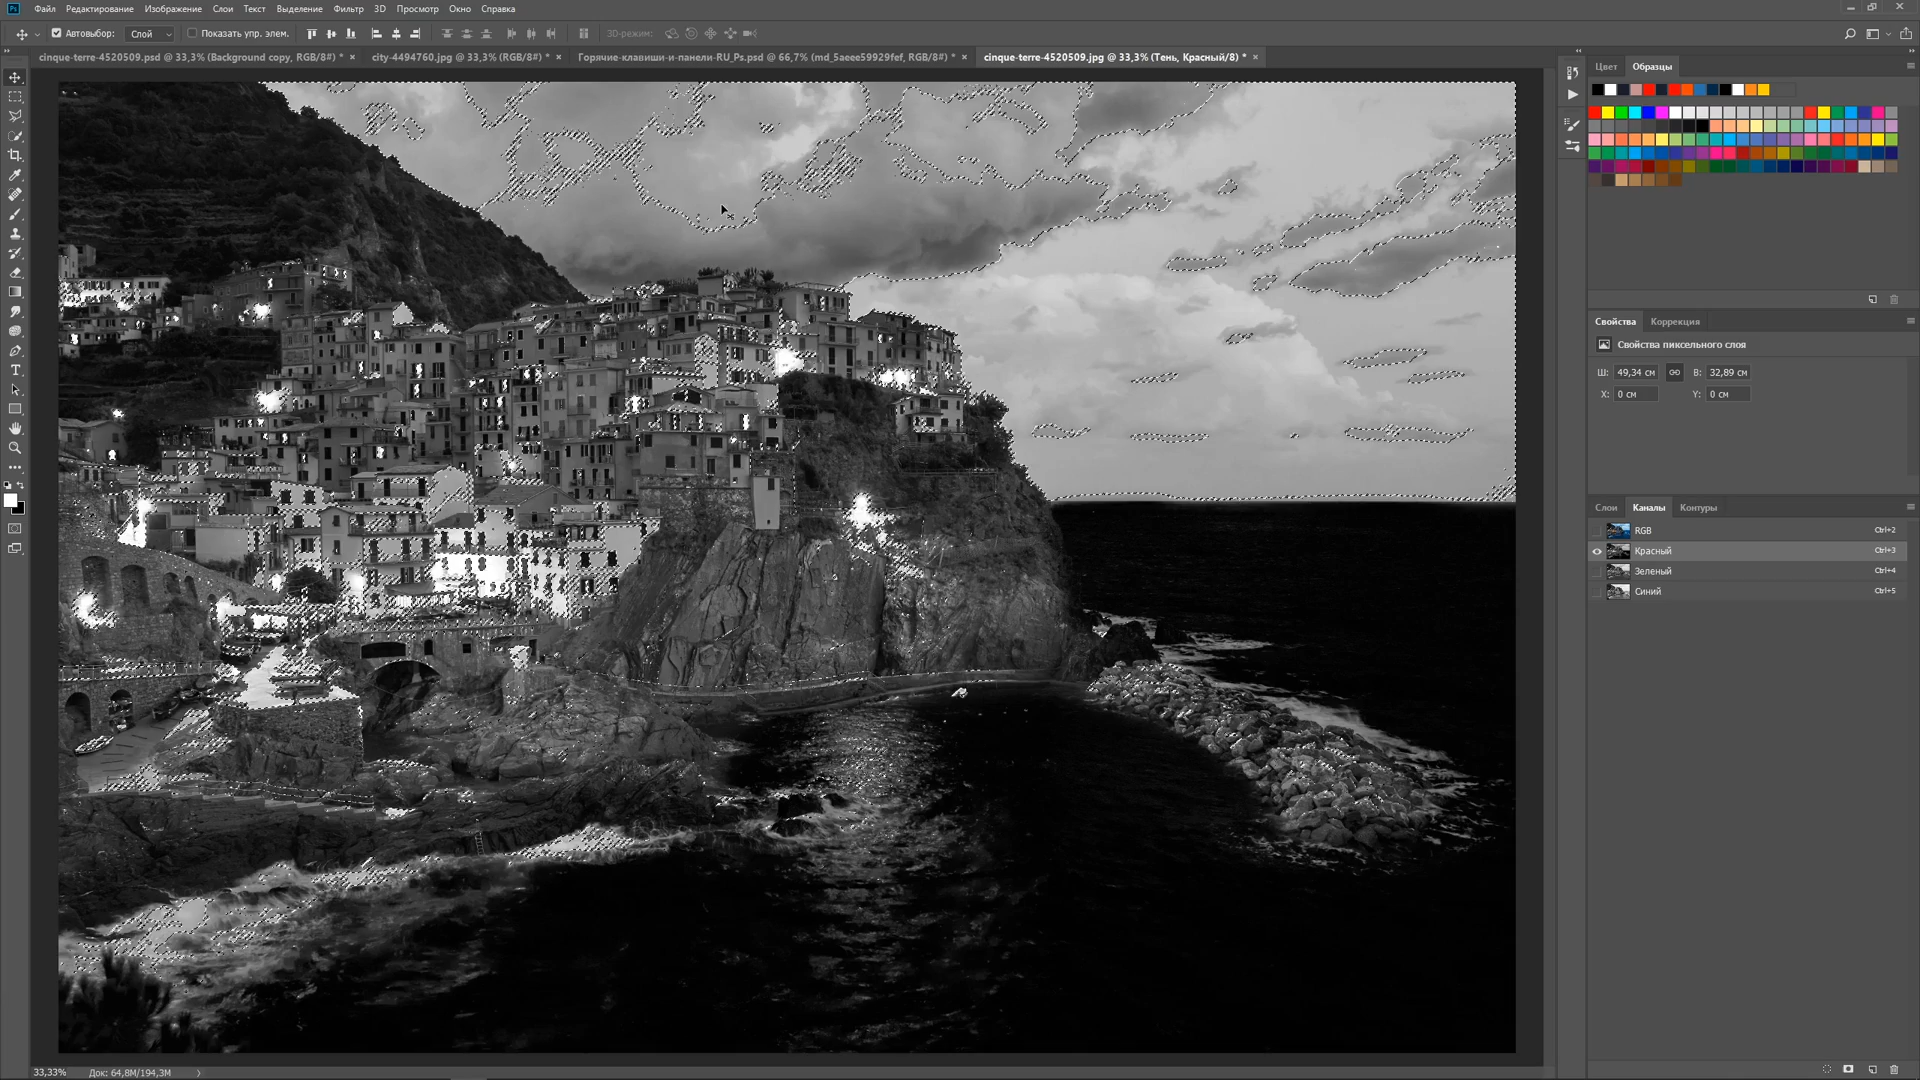 Ps Файл Редактирование Изображение Слои Текст Выделение Фильтр 3D Просмотр Окно Справка
Автовыбор: Слой Показать упр. элем. 3D-режим:
cinque-terre-4520509.psd @ 33,3% (Background copy, RGB/8#) * × city-4494760.jpg @ 33,3% (RGB/8#) * × Горячие-клавиши-и-панели-RU_Ps.psd @ 66,7% (md_5aeee59929fef, RGB/8#) * × cinque-terre-4520509.jpg @ 33,3% (Тень, Красный/8) * ×
Цвет Образцы
Свойства Коррекция
Свойства пиксельного слоя
Ш: 49,34 см В: 32,89 см
X: 0 см Y: 0 см
Слои Каналы Контуры
RGB Ctrl+2
Красный Ctrl+3
Зеленый Ctrl+4
Синий Ctrl+5
33,33% Док: 64,8M/194,3M